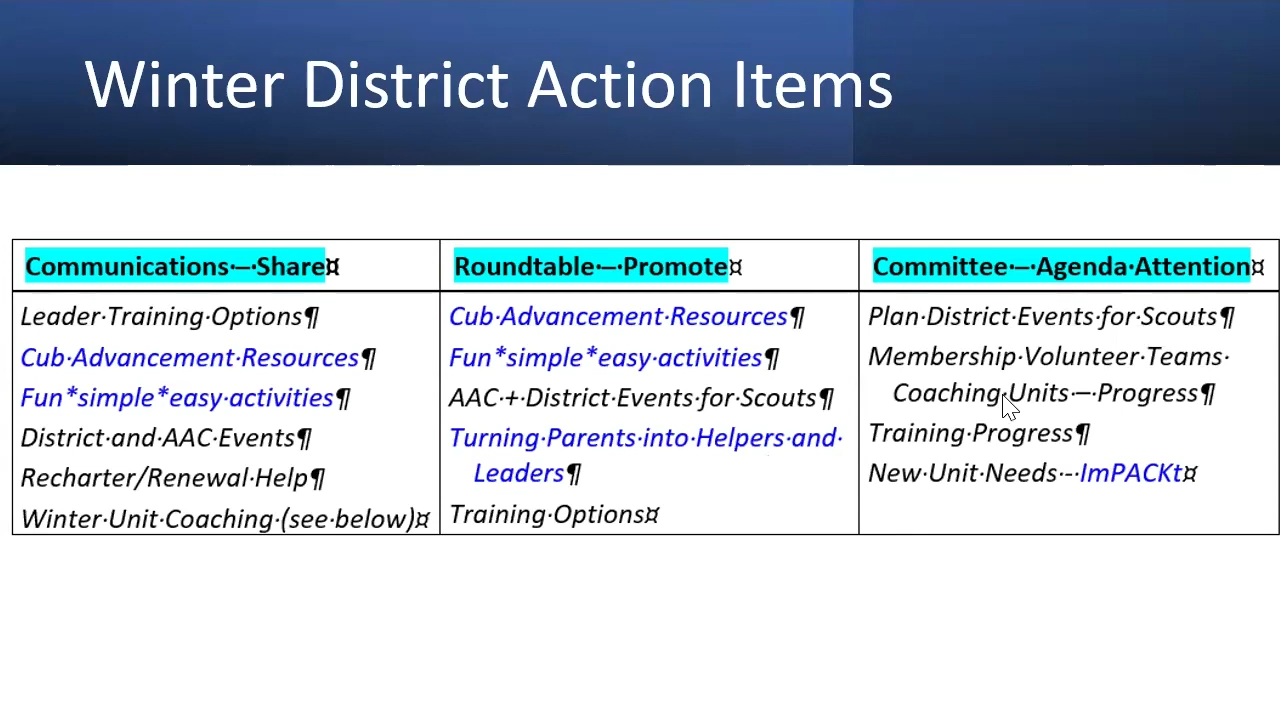 Winter District Action Items
Communications·–·Share¤
Leader·Training·Options¶
Cub·Advancement·Resources¶
Fun*simple*easy·activities¶
District·and·AAC·Events¶
Recharter/Renewal·Help¶
Winter·Unit·Coaching·(see·below)¤
Roundtable·–·Promote¤
Cub·Advancement·Resources¶
Fun*simple*easy·activities¶
AAC·+·District·Events·for·Scouts¶
Turning·Parents·into·Helpers·and·
Leaders¶
Training·Options¤
Committee·–·Agenda·Attention¤
Plan·District·Events·for·Scouts¶
Membership·Volunteer·Teams·
Coaching·Units·–·Progress¶
Training·Progress¶
New·Unit·Needs·-·ImPACKt¤